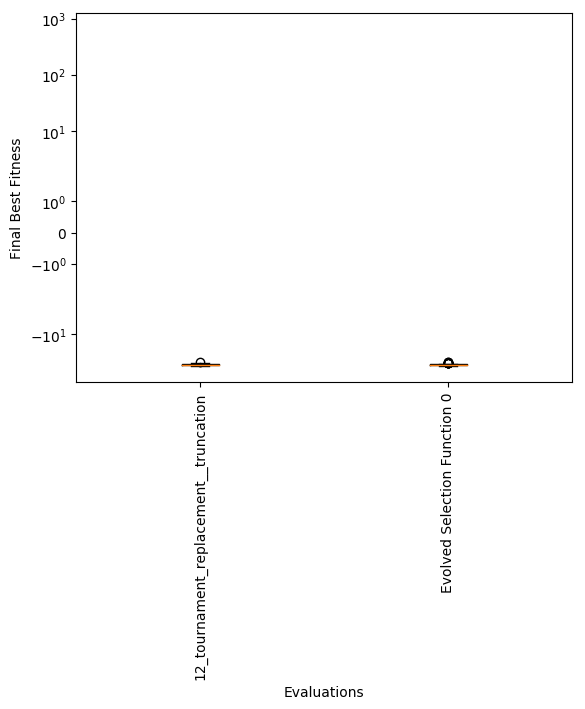 10³
10²
10¹
10⁰
0
−10⁰
−10¹
Final Best Fitness
12_tournament_replacement__truncation
Evolved Selection Function 0
Evaluations